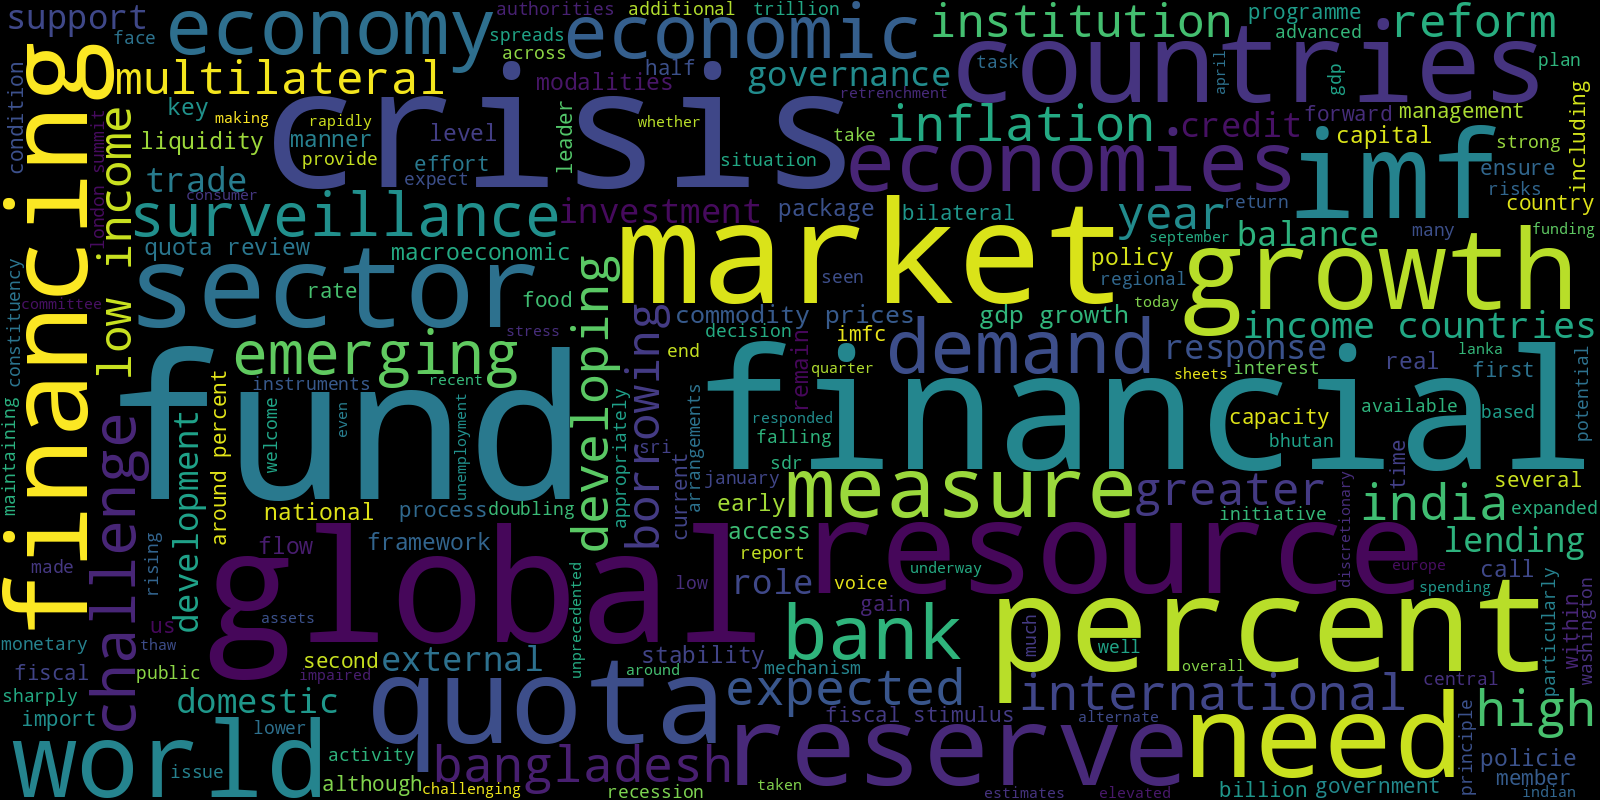 support
face
economy
authorities
additional
trillion
spreads
across
economic
institution
programme
advanced
reform
condition
financing
multilateral
modalities
half
governance
retrenchment
countries
task
april
gdp
plan
key
making
rapidly
crisis
whether
leader
level
inflation
forward
management
credit
capital
strong
including
liquidity
manner
provide
effort
expect
take
situation
economies
imf
ensure
risks
london summit
low income
trade
consumer
surveillance
investment
package
bilateral
year
return
country
september
balance
many
funding
quota review
macroeconomic
market
policy
regional
growth
seen
sector
rate
food
developing
today
constituency
committee
stress
borrowing
commodity prices
decision
gdp growth
income countries
imfc
demand
response
emerging
end
remain
real
lanka
first
potential
instruments
recent
quarter
sheets
interest
fund
financial
challenge
development
around percent
welcome
even
unemployment
appropriately
arrangements
responded
falling
capacity
available
based
bhutan
sri
sdr
time
maintaining
current
january
measure
greater
several
national
process
doubling
early
india
expanded
initiative
discretionary
global
resource
access
flow
framework
report
lending
made
rising
low
role
voice
underway
europe
call
spending
unprecedented
gain
percent
particularly
within
washington
assets
bank
much
us
monetary
thaw
second
external
stability
well
fiscal
public
impaired
around
mechanism
overall
central
sharply
domestic
quota
expected
international
high
import
lower
fiscal stimulus
alternate
principle
world
reserve
need
activity
bangladesh
policie
issue
member
although
challenging
recession
taken
estimates
elevated
billion
government
indian